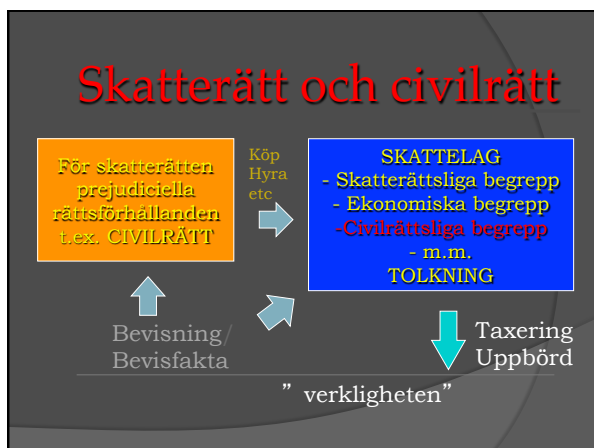 Skatterätt och civilrätt
För skatterätten
prejudiciella
rättsförhållanden
t.ex. CIVILRÄTT
Köp
Hyra
etc
SKATTELAG
- Skatterättsliga begrepp
- Ekonomiska begrepp
-Civilrättsliga begrepp
- m.m.
TOLKNING
Bevisning/
Bevisfakta
Taxering
Uppbörd
” verkligheten”